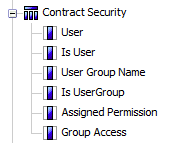 Contract Security
User
Is User
User Group Name
Is UserGroup
Assigned Permission
Group Access